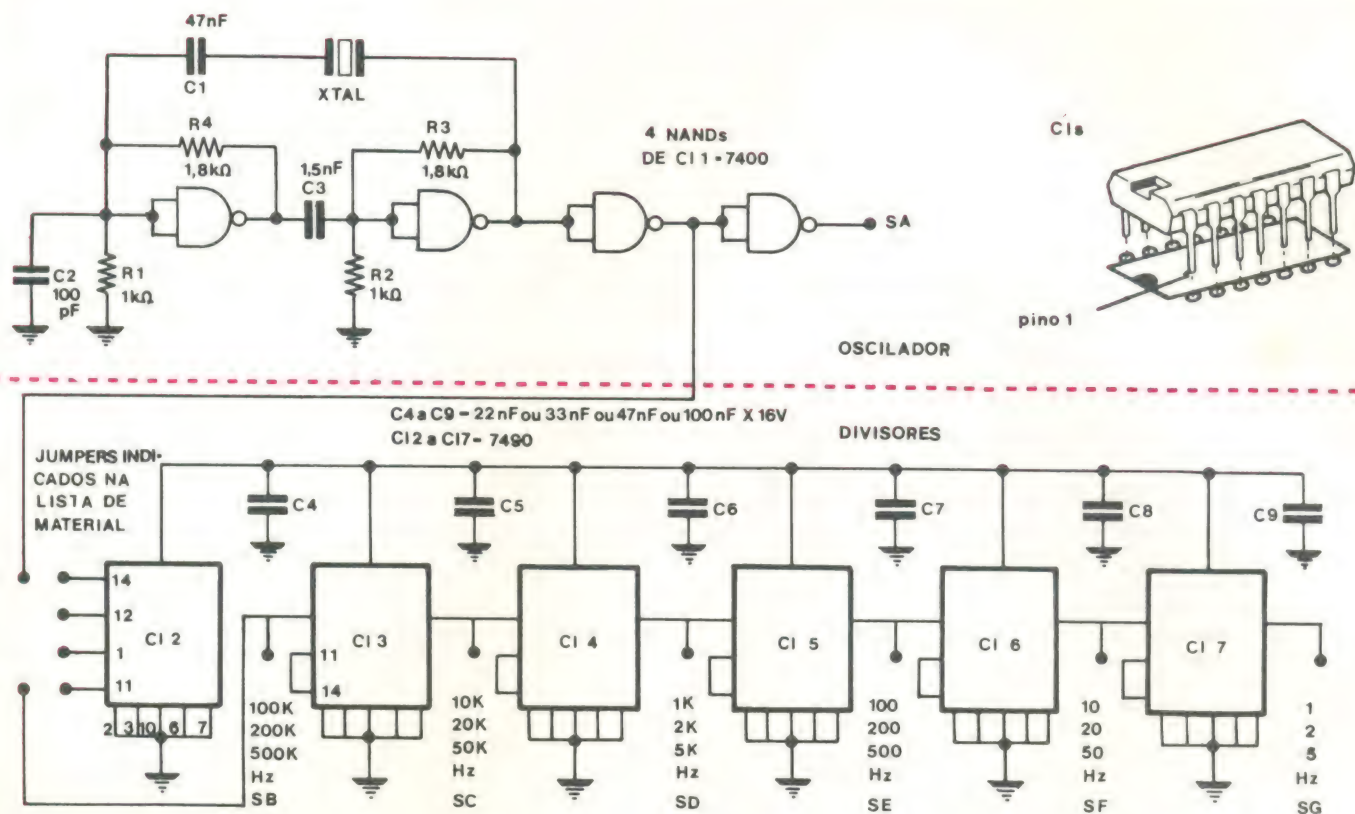 47nF
C1
XTAL
R4
1,8kΩ
1,5nF
C3
R3
1,8kΩ
4 NANDs
DE CI 1 - 7400
SA
C2
100
pF
R1
1kΩ
R2
1kΩ
CIs
pino 1
OSCILADOR
C4 a C9 - 22 nF ou 33 nF ou 47nF ou 100 nF X 16V
CI2 a CI7 - 7490
DIVISORES
JUMPERS INDI-
CADOS NA
LISTA DE
MATERIAL
C4
C5
C6
C7
C8
C9
14
12
1
11
CI 2
2 3 10 6 7
CI 3
11
14
CI 4
CI 5
CI 6
CI 7
100K
200K
500K
Hz
SB
10K
20K
50K
Hz
SC
1K
2K
5K
Hz
SD
100
200
500
Hz
SE
10
20
50
Hz
SF
1
2
5
Hz
SG